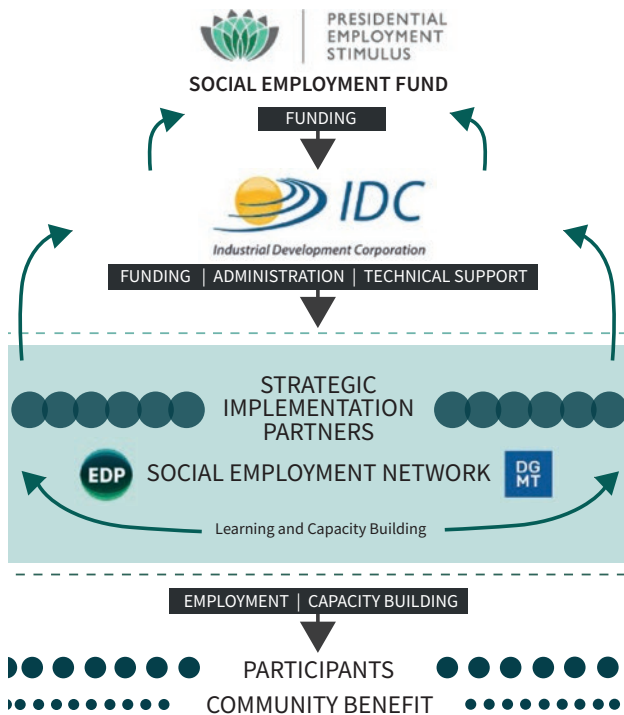 PRESIDENTIAL
EMPLOYMENT
STIMULUS
SOCIAL EMPLOYMENT FUND
FUNDING
IDC
Industrial Development Corporation
FUNDING | ADMINISTRATION | TECHNICAL SUPPORT
STRATEGIC
IMPLEMENTATION
PARTNERS
EDP SOCIAL EMPLOYMENT NETWORK DG
MT
Learning and Capacity Building
EMPLOYMENT | CAPACITY BUILDING
PARTICIPANTS
COMMUNITY BENEFIT